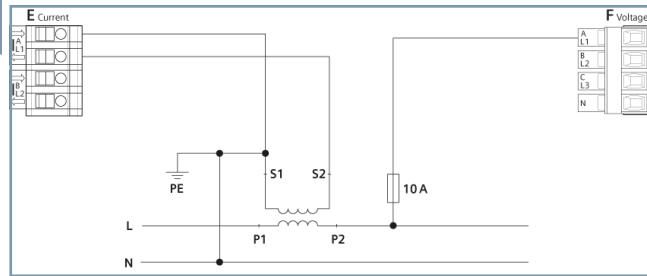 E Current
F Voltage
A
L1
B
L2
A
L1
B
L2
C
L3
N
S1
S2
PE
10 A
L
P1
P2
N